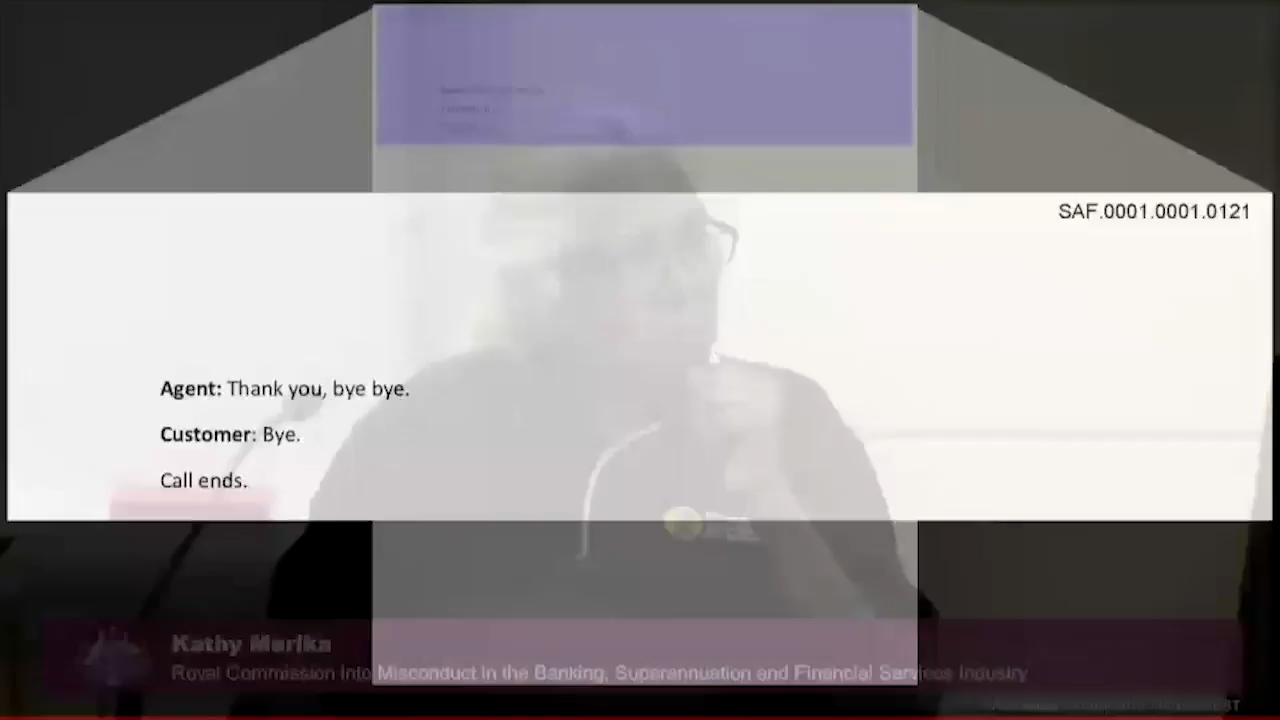 SAF.0001.0001.0121
Agent: Thank you, bye bye.
Customer: Bye.
Call ends.
Kathy Marika
Royal Commission Into Misconduct in the Banking, Superannuation and Financial Services Industry